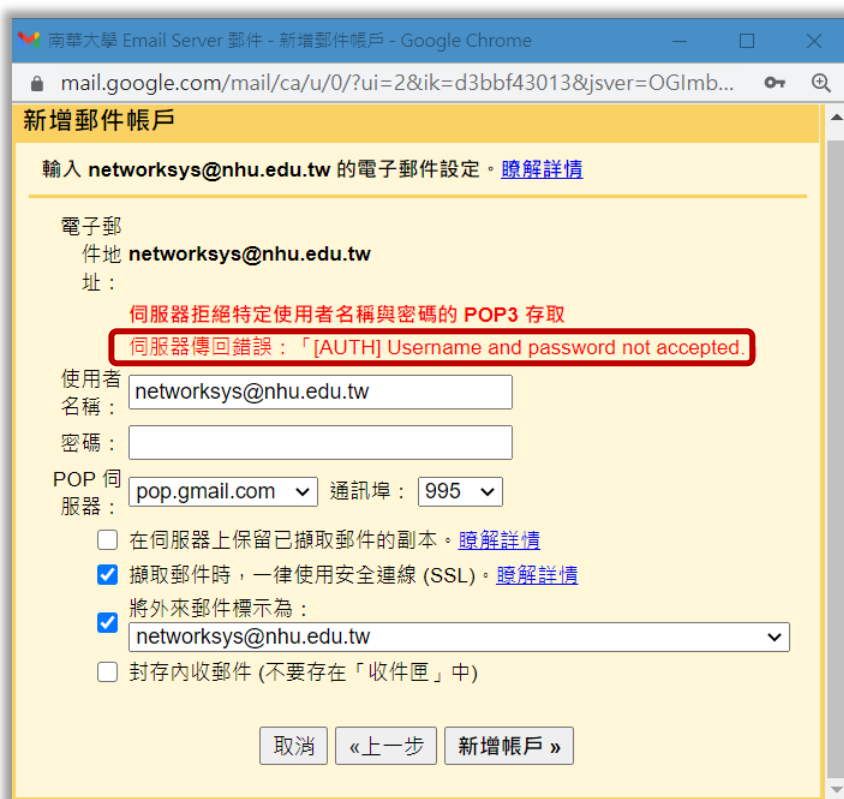 南華大學 Email Server 郵件 - 新增郵件帳戶 - Google Chrome
mail.google.com/mail/ca/u/0/?ui=2&ik=d3bbf43013&jsver=OGImb...
新增郵件帳戶
輸入 networksys@nhu.edu.tw 的電子郵件設定。瞭解詳情
電子郵
件地 networksys@nhu.edu.tw
址：
伺服器拒絕特定使用者名稱與密碼的 POP3 存取
伺服器傳回錯誤：「[AUTH] Username and password not accepted.
使用者
名稱： networksys@nhu.edu.tw
密碼：
POP 伺
服器： pop.gmail.com 通訊埠： 995
在伺服器上保留已擷取郵件的副本。瞭解詳情
擷取郵件時，一律使用安全連線 (SSL)。瞭解詳情
將外來郵件標示為：
networksys@nhu.edu.tw
封存內收郵件 (不要存在「收件匣」中)
取消 «上一步 新增帳戶 »